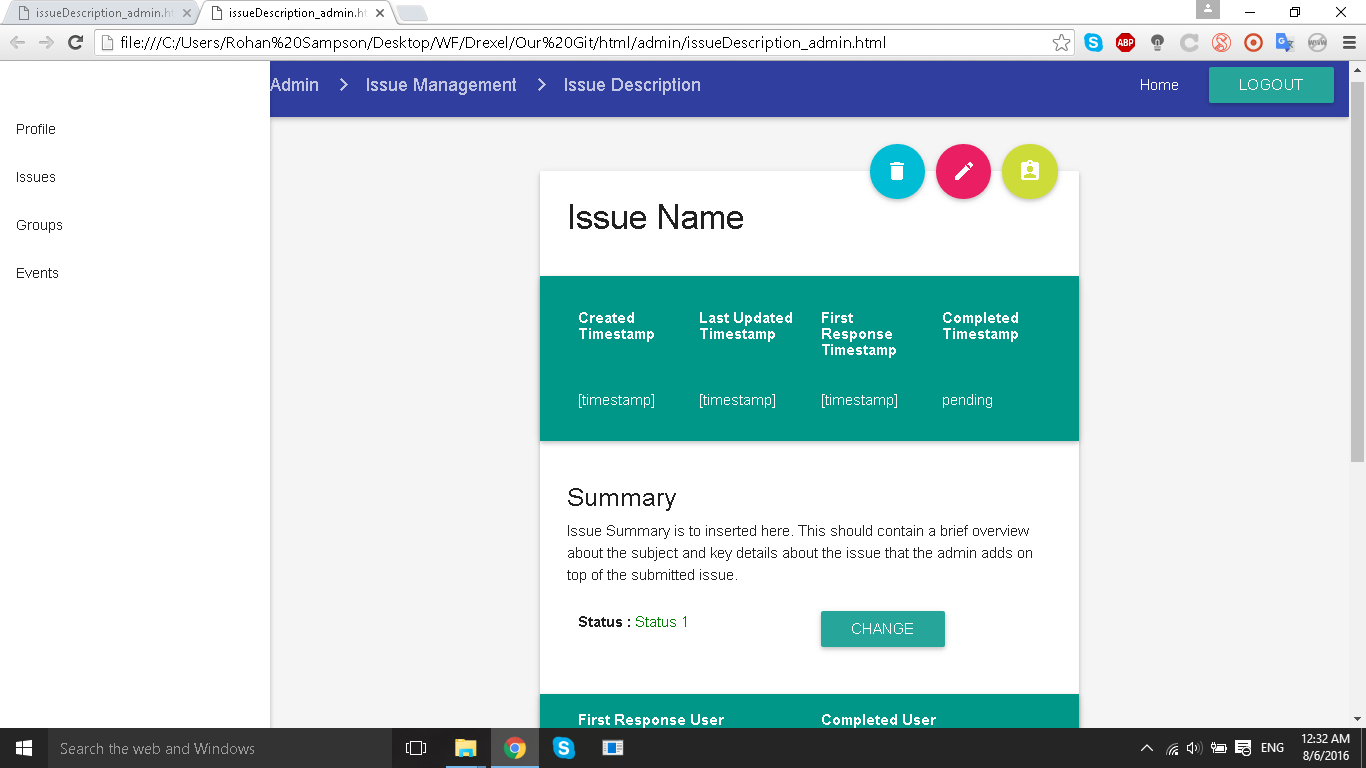 issueDescription_admin.ht
issueDescription_admin.ht
file:///C:/Users/Rohan%20Sampson/Desktop/WF/Drexel/Our%20Git/html/admin/issueDescription_admin.html
ABP
Admin
Issue Management
Issue Description
Home
LOGOUT
Profile
Issues
Groups
Events
Issue Name
Created
Timestamp
Last Updated
Timestamp
First
Response
Timestamp
Completed
Timestamp
[timestamp]
[timestamp]
[timestamp]
pending
Summary
Issue Summary is to inserted here. This should contain a brief overview
about the subject and key details about the issue that the admin adds on
top of the submitted issue.
Status : Status 1
CHANGE
First Response User
Completed User
Search the web and Windows
ENG
12:32 AM
8/6/2016